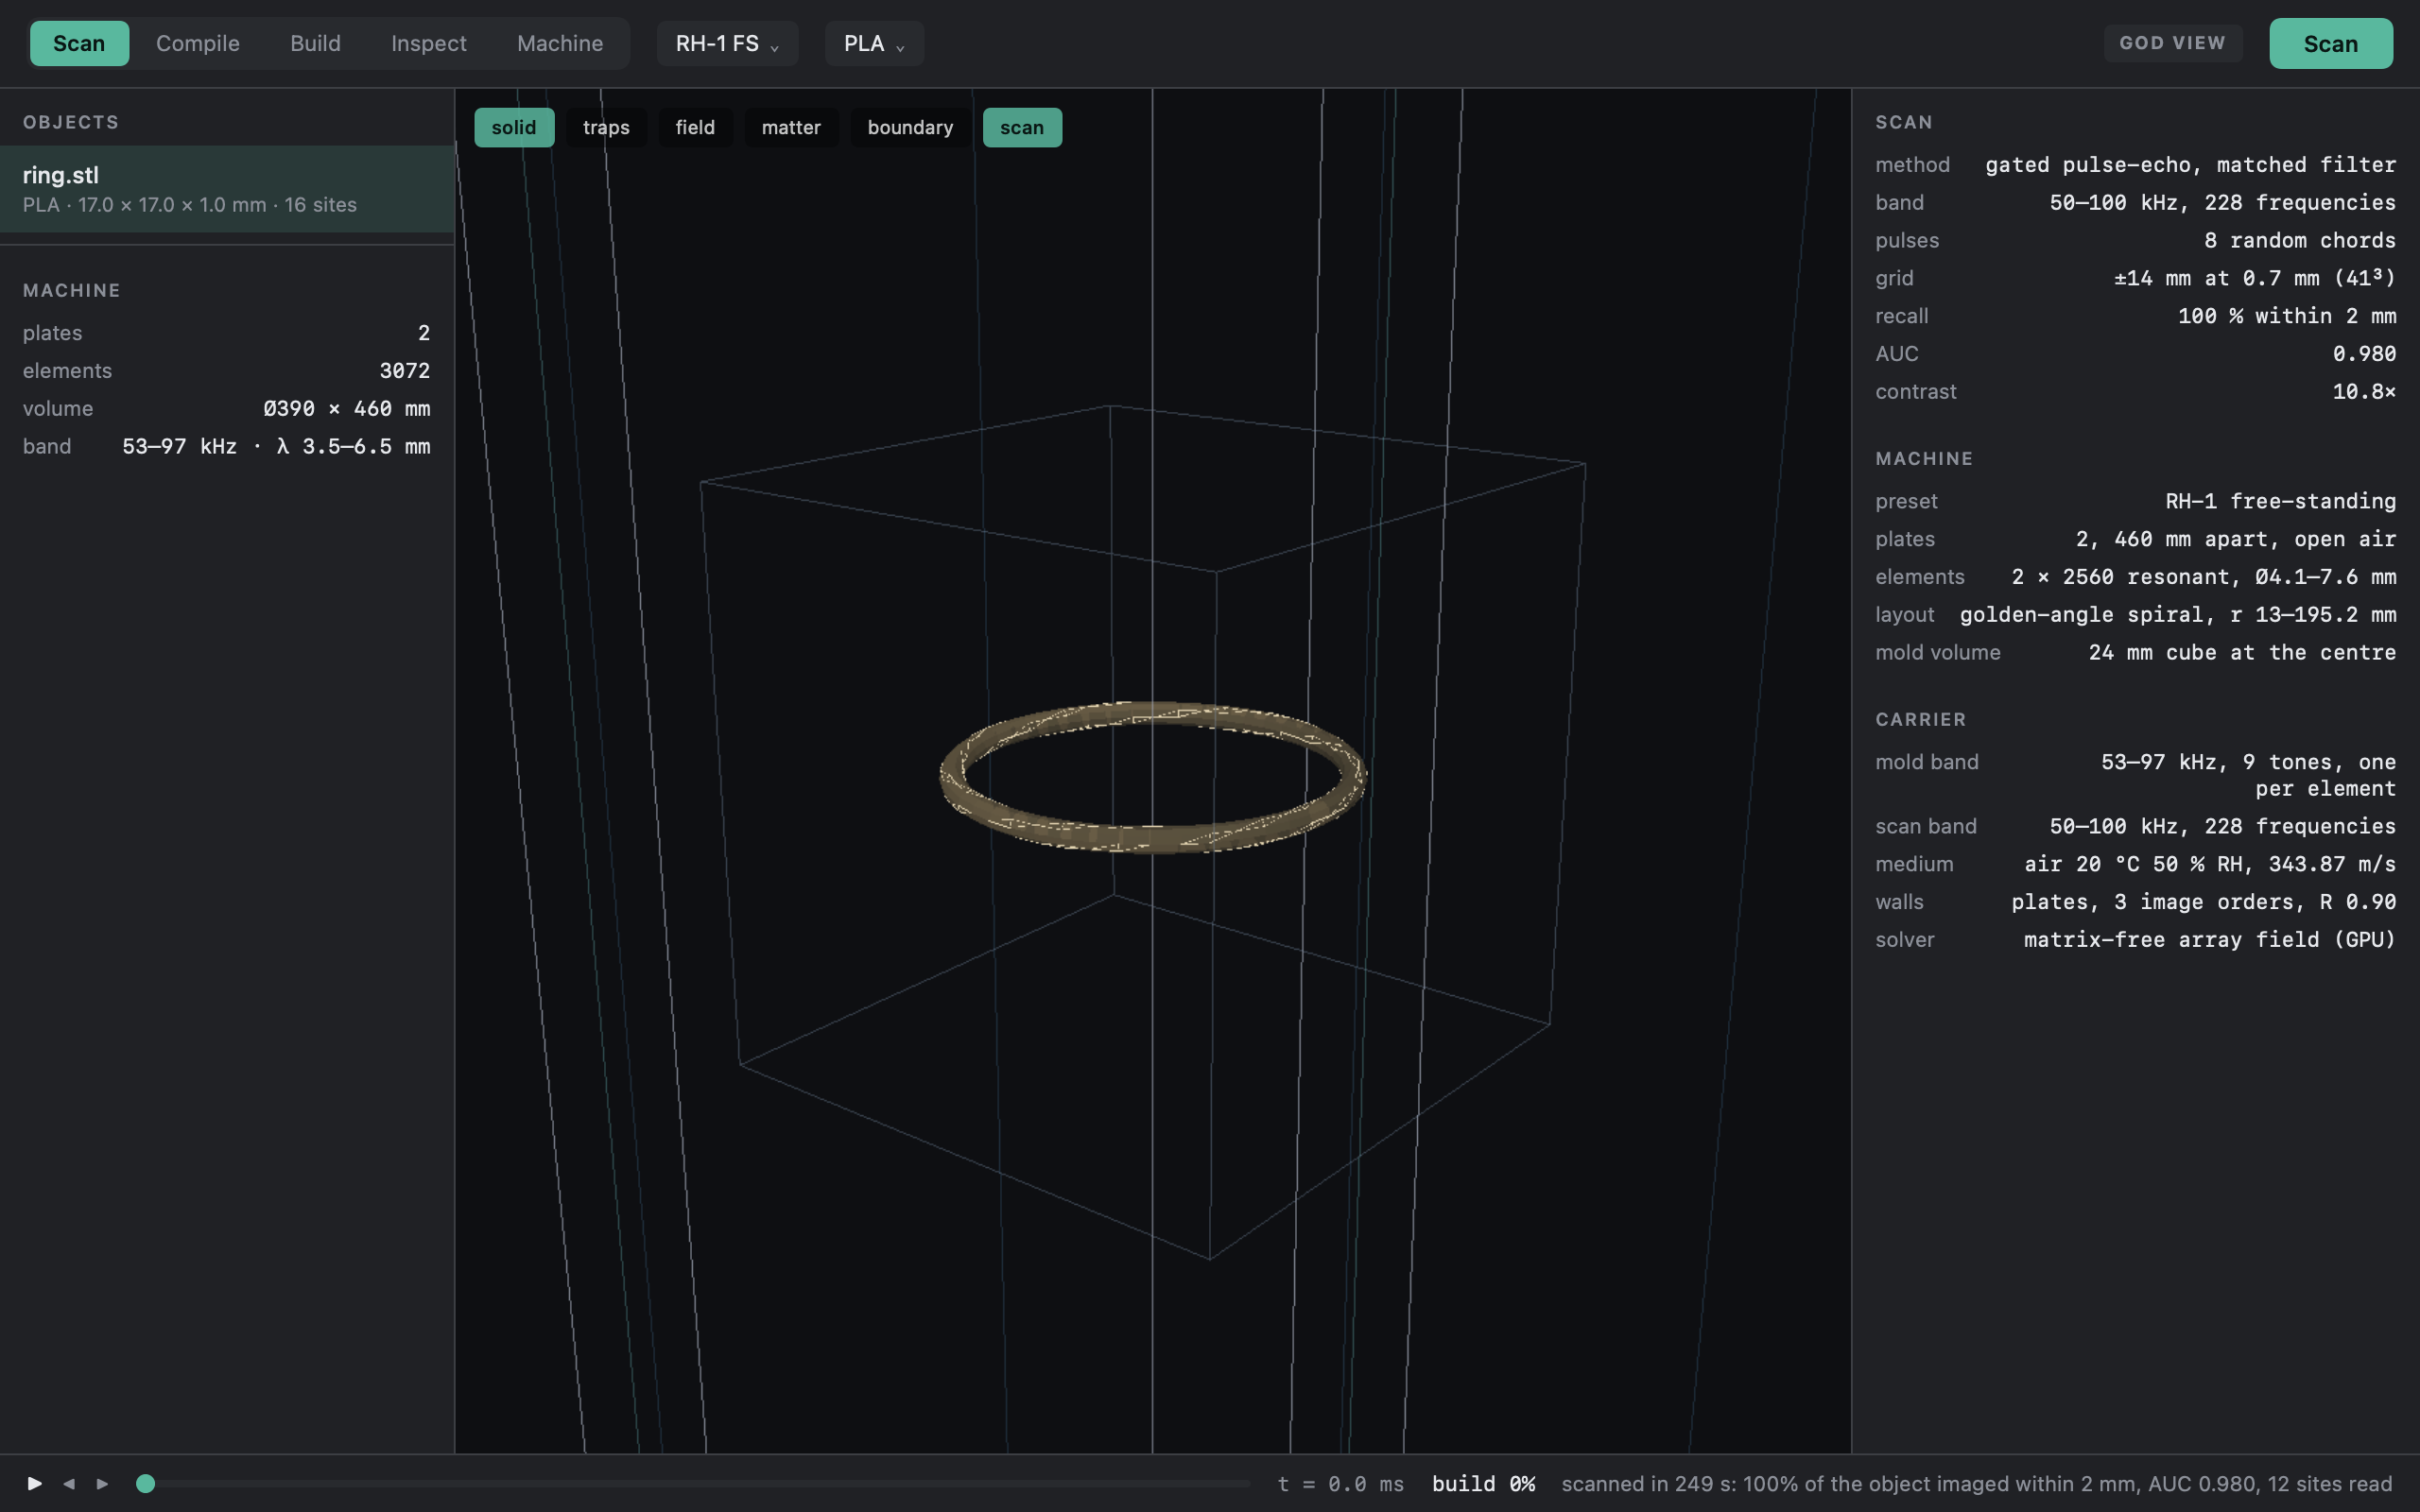 Scan Compile Build Inspect Machine RH-1 FS PLA GOD VIEW Scan
OBJECTS
ring.stl
PLA · 17.0 × 17.0 × 1.0 mm · 16 sites
MACHINE
plates 2
elements 3072
volume Ø390 × 460 mm
band 53–97 kHz · λ 3.5–6.5 mm
solid traps field matter boundary scan
SCAN
method gated pulse-echo, matched filter
band 50–100 kHz, 228 frequencies
pulses 8 random chords
grid ±14 mm at 0.7 mm (41³)
recall 100 % within 2 mm
AUC 0.980
contrast 10.8×
MACHINE
preset RH-1 free-standing
plates 2, 460 mm apart, open air
elements 2 × 2560 resonant, Ø4.1–7.6 mm
layout golden-angle spiral, r 13–195.2 mm
mold volume 24 mm cube at the centre
CARRIER
mold band 53–97 kHz, 9 tones, one
per element
scan band 50–100 kHz, 228 frequencies
medium air 20 °C 50 % RH, 343.87 m/s
walls plates, 3 image orders, R 0.90
solver matrix-free array field (GPU)
t = 0.0 ms build 0% scanned in 249 s: 100% of the object imaged within 2 mm, AUC 0.980, 12 sites read